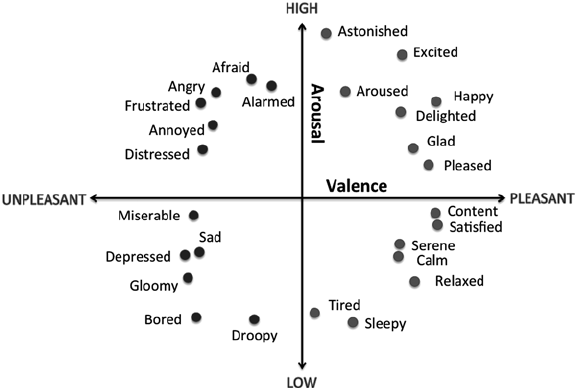 HIGH
Astonished
Excited
Afraid
Angry
Alarmed
Arousal
Aroused
Happy
Frustrated
Delighted
Annoyed
Glad
Distressed
Pleased
Valence
UNPLEASANT
PLEASANT
Miserable
Content
Satisfied
Sad
Serene
Depressed
Calm
Gloomy
Relaxed
Bored
Tired
Droopy
Sleepy
LOW